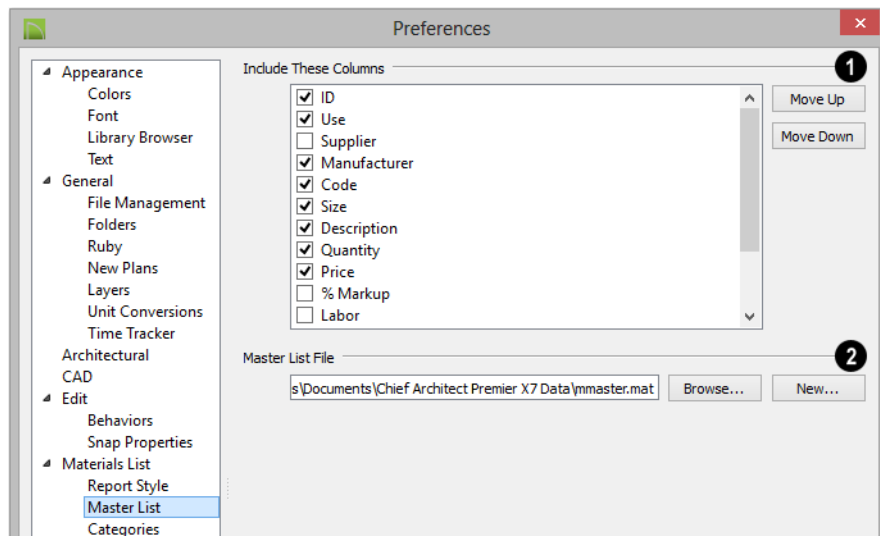 Preferences
Appearance
Colors
Font
Library Browser
Text
General
File Management
Folders
Ruby
New Plans
Layers
Unit Conversions
Time Tracker
Architectural
CAD
Edit
Behaviors
Snap Properties
Materials List
Report Style
Master List
Categories
Include These Columns
1
ID
Use
Supplier
Manufacturer
Code
Size
Description
Quantity
Price
% Markup
Labor
Move Up
Move Down
Master List File
2
s\Documents\Chief Architect Premier X7 Data\mmaster.mat
Browse...
New...